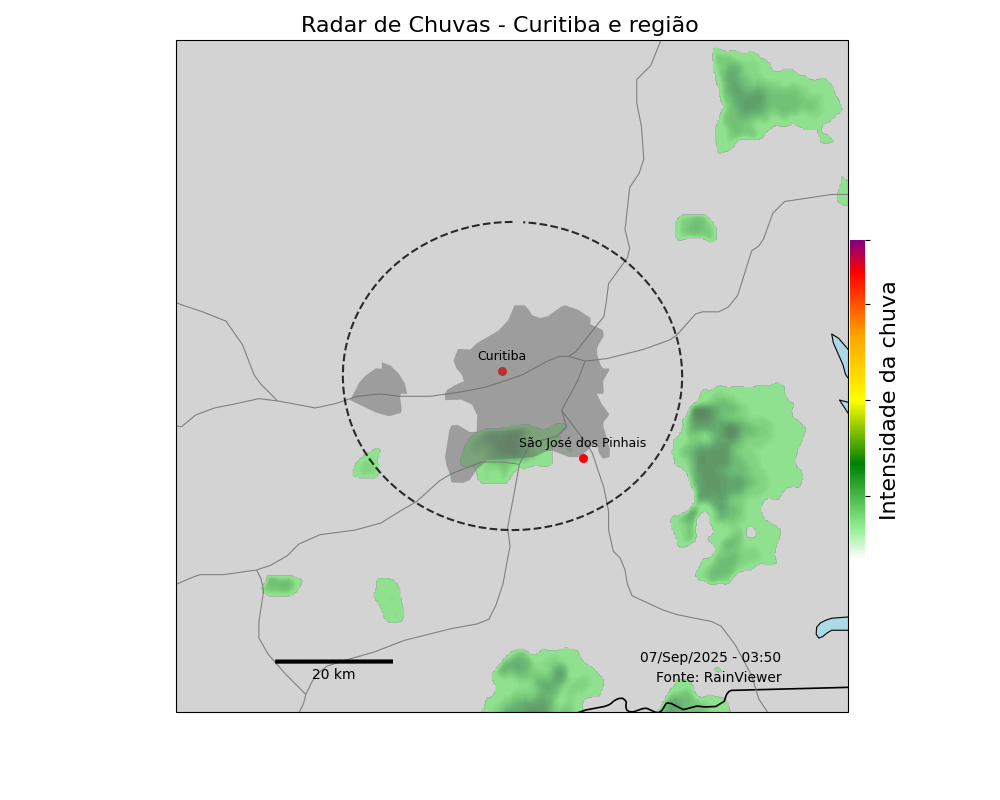 Radar de Chuvas - Curitiba e região
Curitiba
São José dos Pinhais
Intensidade da chuva
07/Sep/2025 - 03:50
Fonte: RainViewer
20 km